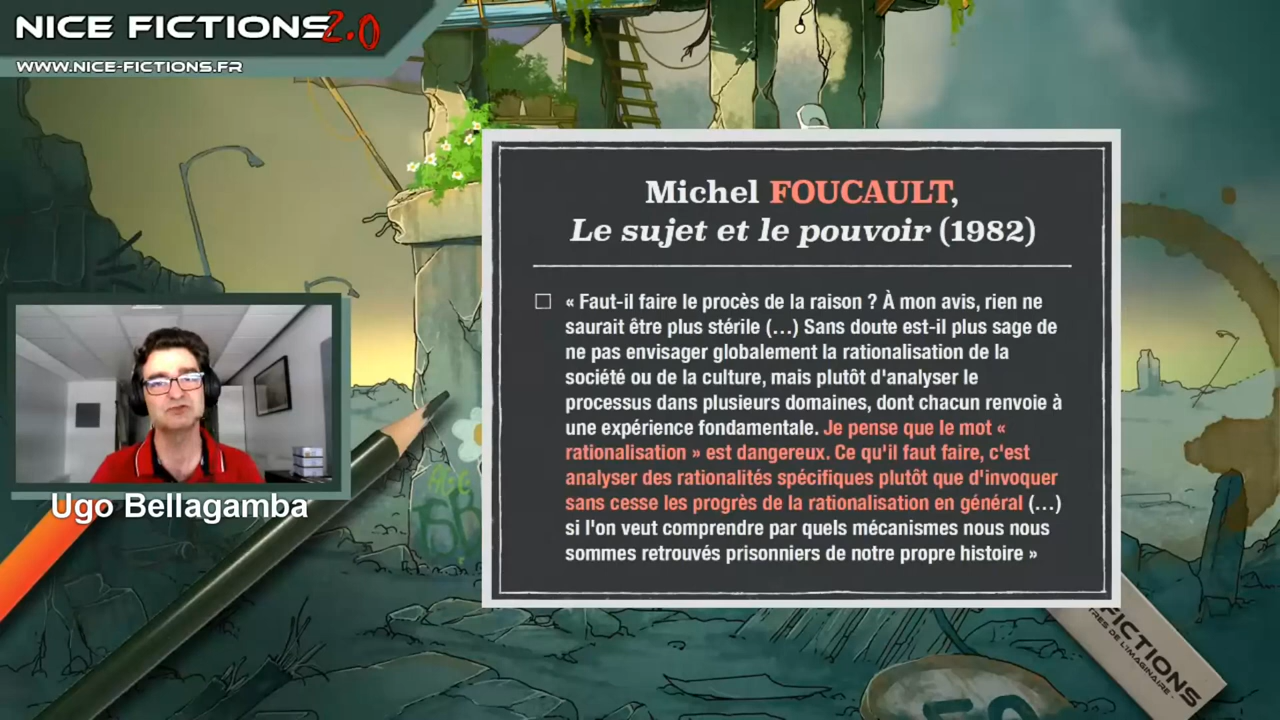 NICE FICTIONS 2.0
WWW.NICE-FICTIONS.FR
Michel FOUCAULT,
Le sujet et le pouvoir (1982)
« Faut-il faire le procès de la raison ? À mon avis, rien ne
saurait être plus stérile (…) Sans doute est-il plus sage de
ne pas envisager globalement la rationalisation de la
société ou de la culture, mais plutôt d'analyser le
processus dans plusieurs domaines, dont chacun renvoie à
une expérience fondamentale. Je pense que le mot «
rationalisation » est dangereux. Ce qu'il faut faire, c'est
analyser des rationalités spécifiques plutôt que d'invoquer
sans cesse les progrès de la rationalisation en général (…)
si l'on veut comprendre par quels mécanismes nous nous
sommes retrouvés prisonniers de notre propre histoire »
Ugo Bellagamba
FICTIONS
DE L'IMAGINAIRE